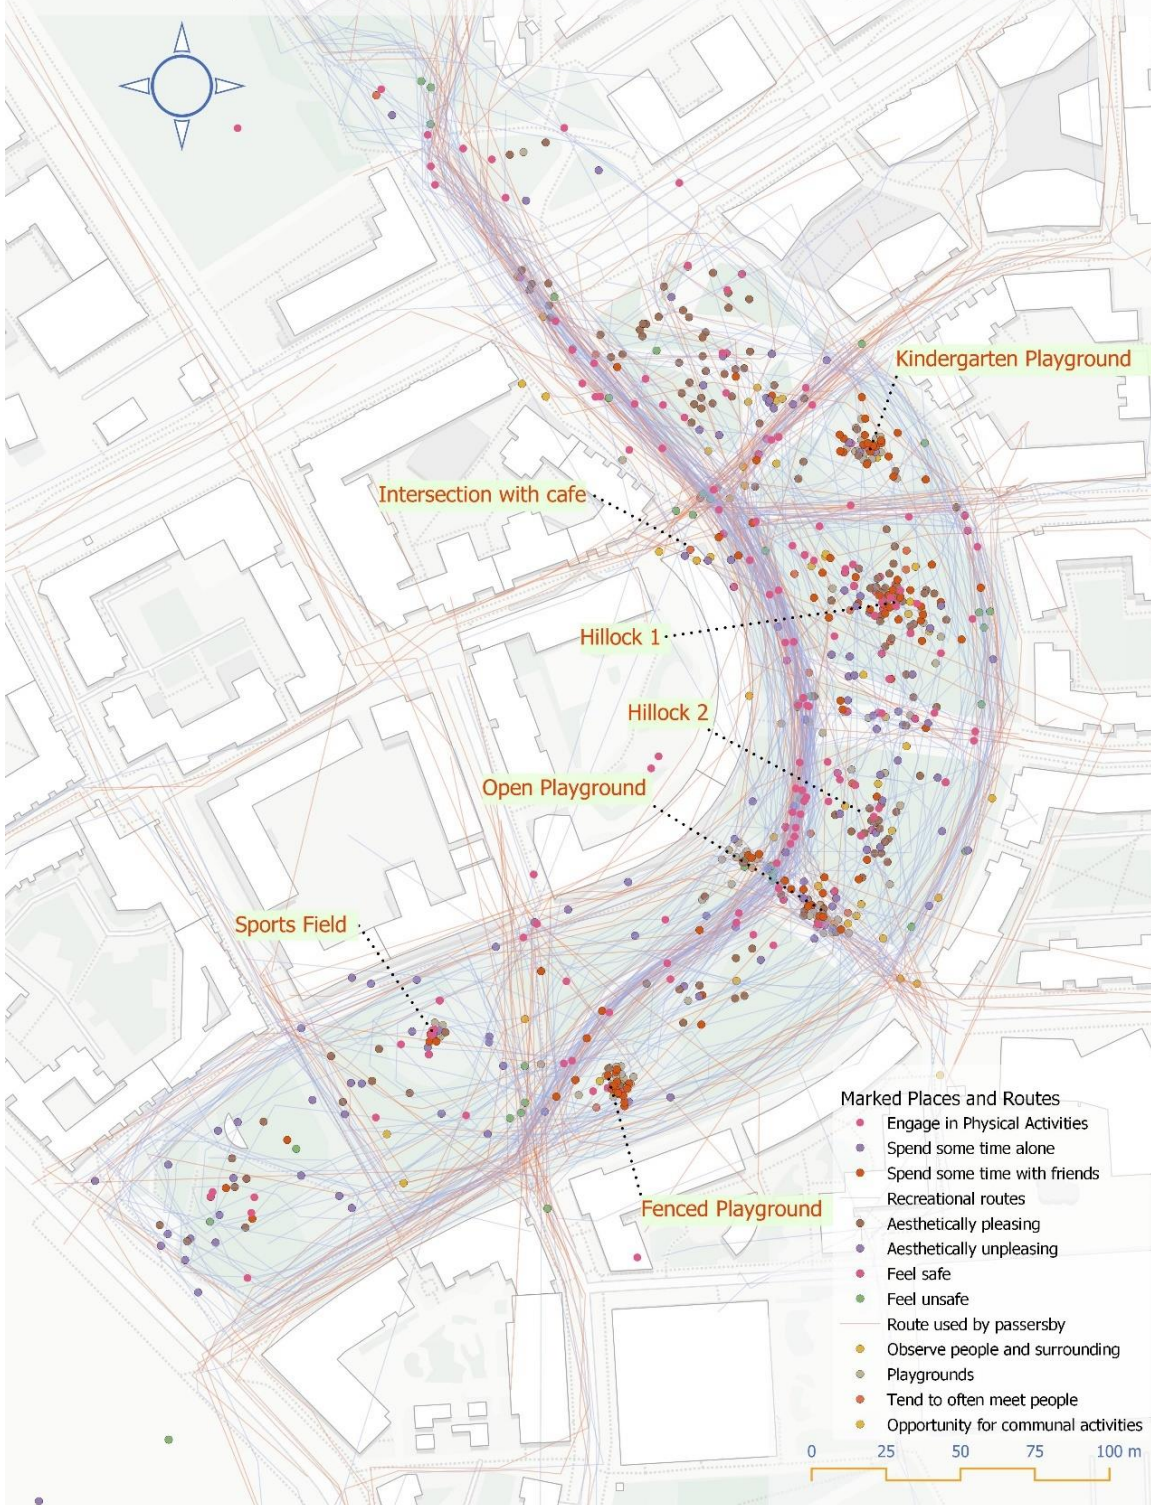 Kindergarten Playground
Intersection with cafe
Hillock 1
Hillock 2
Open Playground
Sports Field
Fenced Playground
Marked Places and Routes
Engage in Physical Activities
Spend some time alone
Spend some time with friends
Recreational routes
Aesthetically pleasing
Aesthetically unpleasing
Feel safe
Feel unsafe
Route used by passersby
Observe people and surrounding
Playgrounds
Tend to often meet people
Opportunity for communal activities
0 25 50 75 100 m